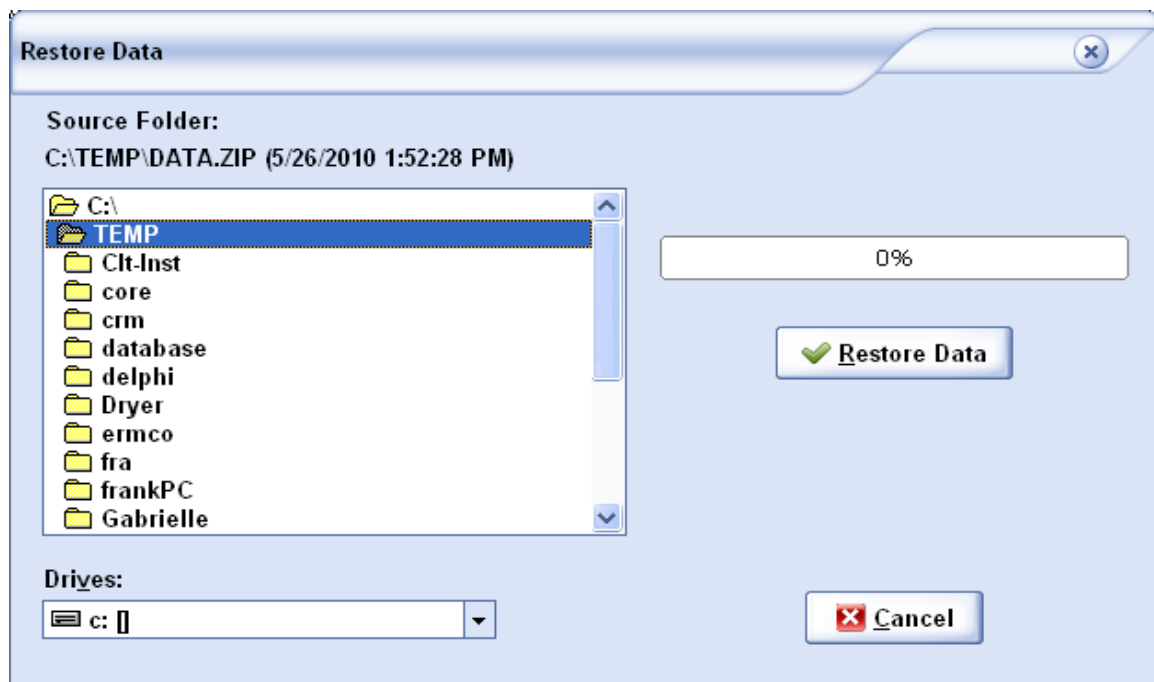 Restore Data
Source Folder:
C:\TEMP\DATA.ZIP (5/26/2010 1:52:28 PM)
C:\
TEMP
Clt-Inst
core
crm
database
delphi
Dryer
ermco
fra
frankPC
Gabrielle
0%
Restore Data
Drives:
c: []
Cancel